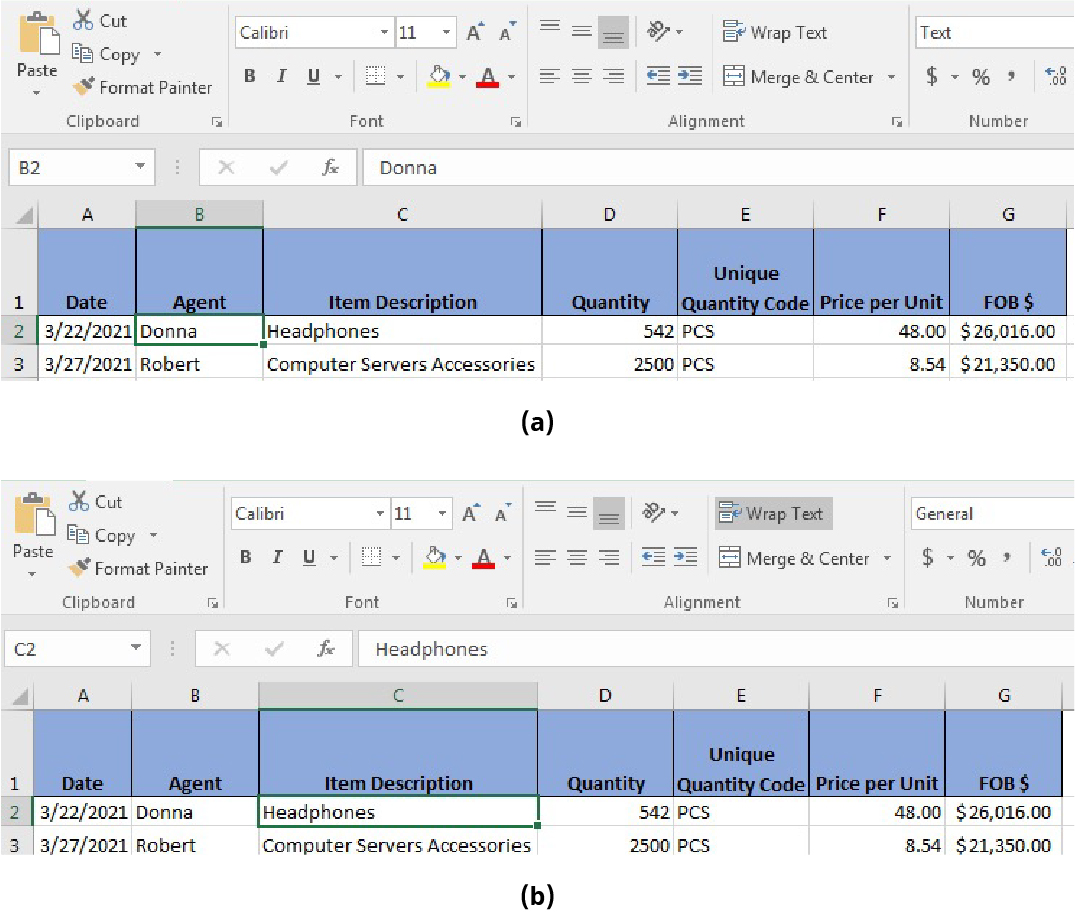 Cut
Calibri 11 A A Wrap Text Text
Copy
Paste B I U A Merge & Center $ % , .00
Format Painter
Clipboard Font Alignment Number
B2 fx Donna
A B C D E F G
Unique
1 Date Agent Item Description Quantity Quantity Code Price per Unit FOB $
2 3/22/2021 Donna Headphones 542 PCS 48.00 $26,016.00
3 3/27/2021 Robert Computer Servers Accessories 2500 PCS 8.54 $21,350.00
(a)
Cut
Calibri 11 A A Wrap Text General
Copy
Paste B I U A Merge & Center $ % , .00
Format Painter
Clipboard Font Alignment Number
C2 fx Headphones
A B C D E F G
Unique
1 Date Agent Item Description Quantity Quantity Code Price per Unit FOB $
2 3/22/2021 Donna Headphones 542 PCS 48.00 $26,016.00
3 3/27/2021 Robert Computer Servers Accessories 2500 PCS 8.54 $21,350.00
(b)